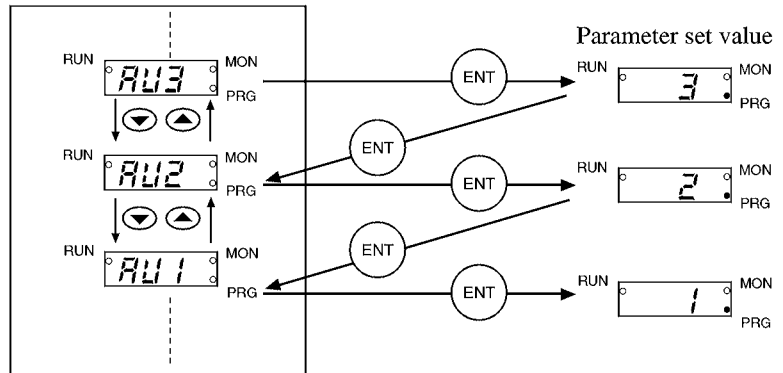 Parameter set value
RUN AU3 MON
PRG
ENT
RUN 3 MON
PRG
ENT
RUN AU2 MON
PRG
ENT
RUN 2 MON
PRG
ENT
RUN AU1 MON
PRG
ENT
RUN 1 MON
PRG